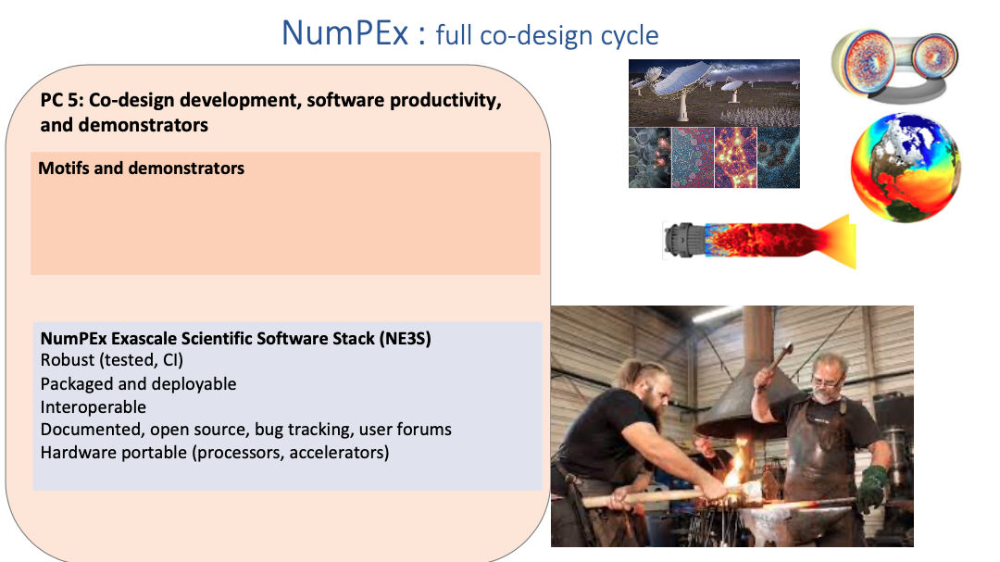 NumPEx : full co-design cycle
PC 5: Co-design development, software productivity,
and demonstrators
Motifs and demonstrators
NumPEx Exascale Scientific Software Stack (NE3S)
Robust (tested, CI)
Packaged and deployable
Interoperable
Documented, open source, bug tracking, user forums
Hardware portable (processors, accelerators)